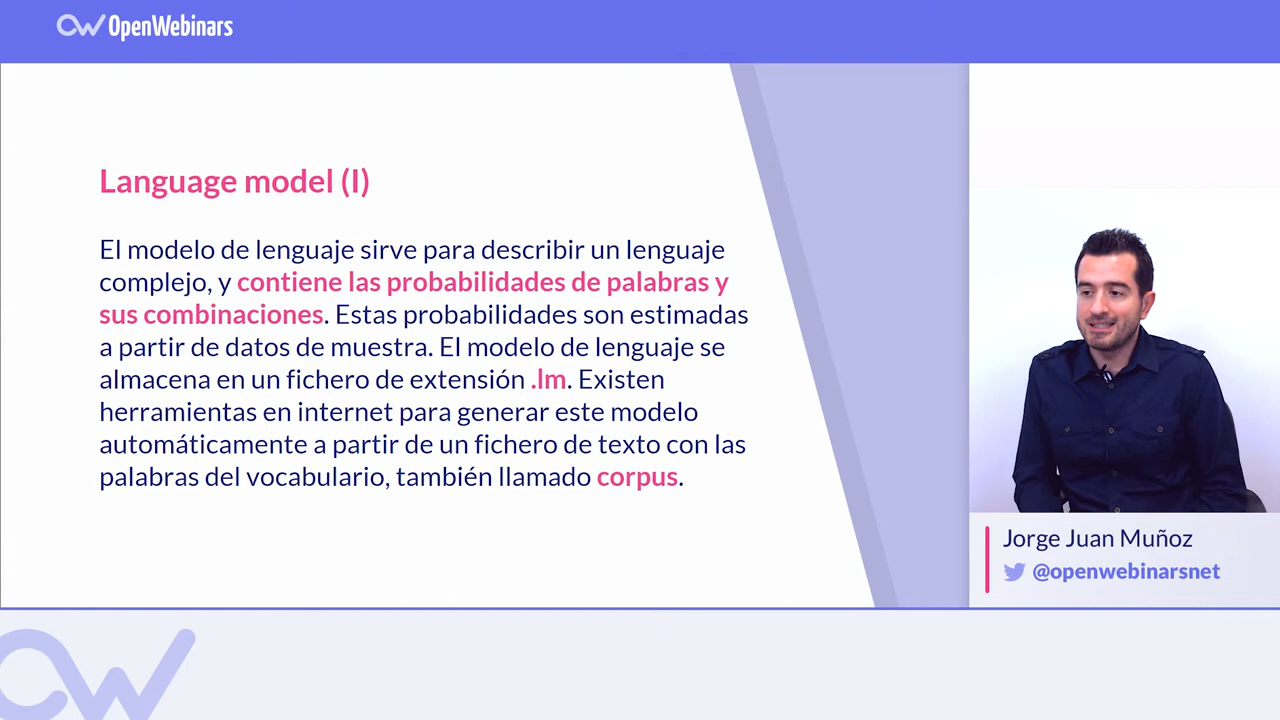 OpenWebinars
Language model (I)
El modelo de lenguaje sirve para describir un lenguaje
complejo, y contiene las probabilidades de palabras y
sus combinaciones. Estas probabilidades son estimadas
a partir de datos de muestra. El modelo de lenguaje se
almacena en un fichero de extensión .lm. Existen
herramientas en internet para generar este modelo
automáticamente a partir de un fichero de texto con las
palabras del vocabulario, también llamado corpus.
Jorge Juan Muñoz
@openwebinarsnet